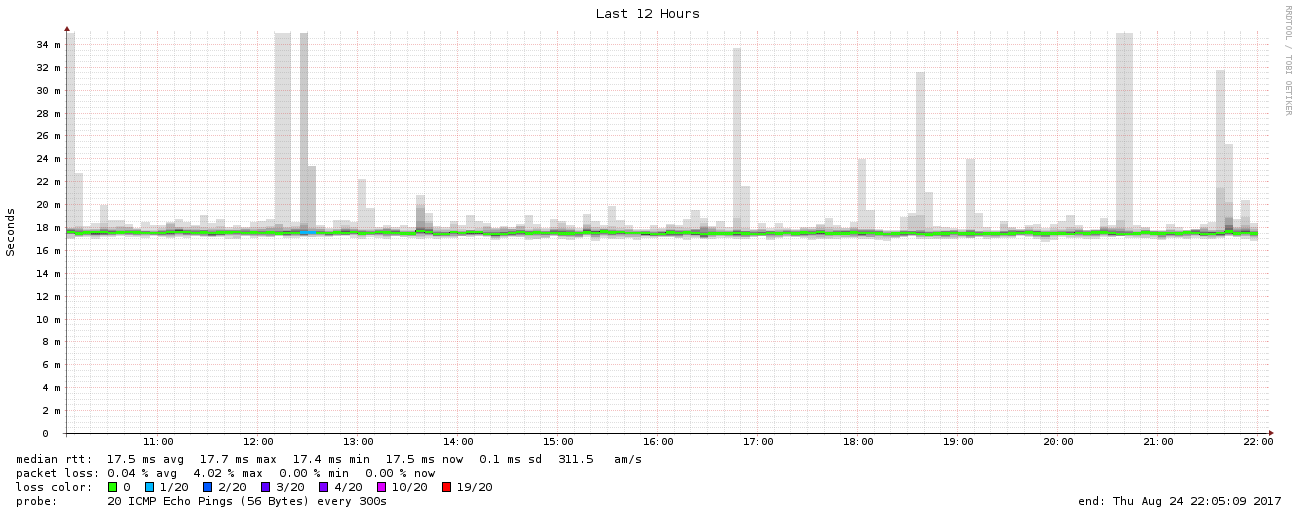 Last 12 Hours
RRDTOOL / TOBI OETIKER
Seconds
34 m
32 m
30 m
28 m
26 m
24 m
22 m
20 m
18 m
16 m
14 m
12 m
10 m
8 m
6 m
4 m
2 m
0
11:00 12:00 13:00 14:00 15:00 16:00 17:00 18:00 19:00 20:00 21:00 22:00
median rtt: 17.5 ms avg 17.7 ms max 17.4 ms min 17.5 ms now 0.1 ms sd 311.5 am/s
packet loss: 0.04 % avg 4.02 % max 0.00 % min 0.00 % now
loss color: 0 1/20 2/20 3/20 4/20 10/20 19/20
probe: 20 ICMP Echo Pings (56 Bytes) every 300s end: Thu Aug 24 22:05:09 2017